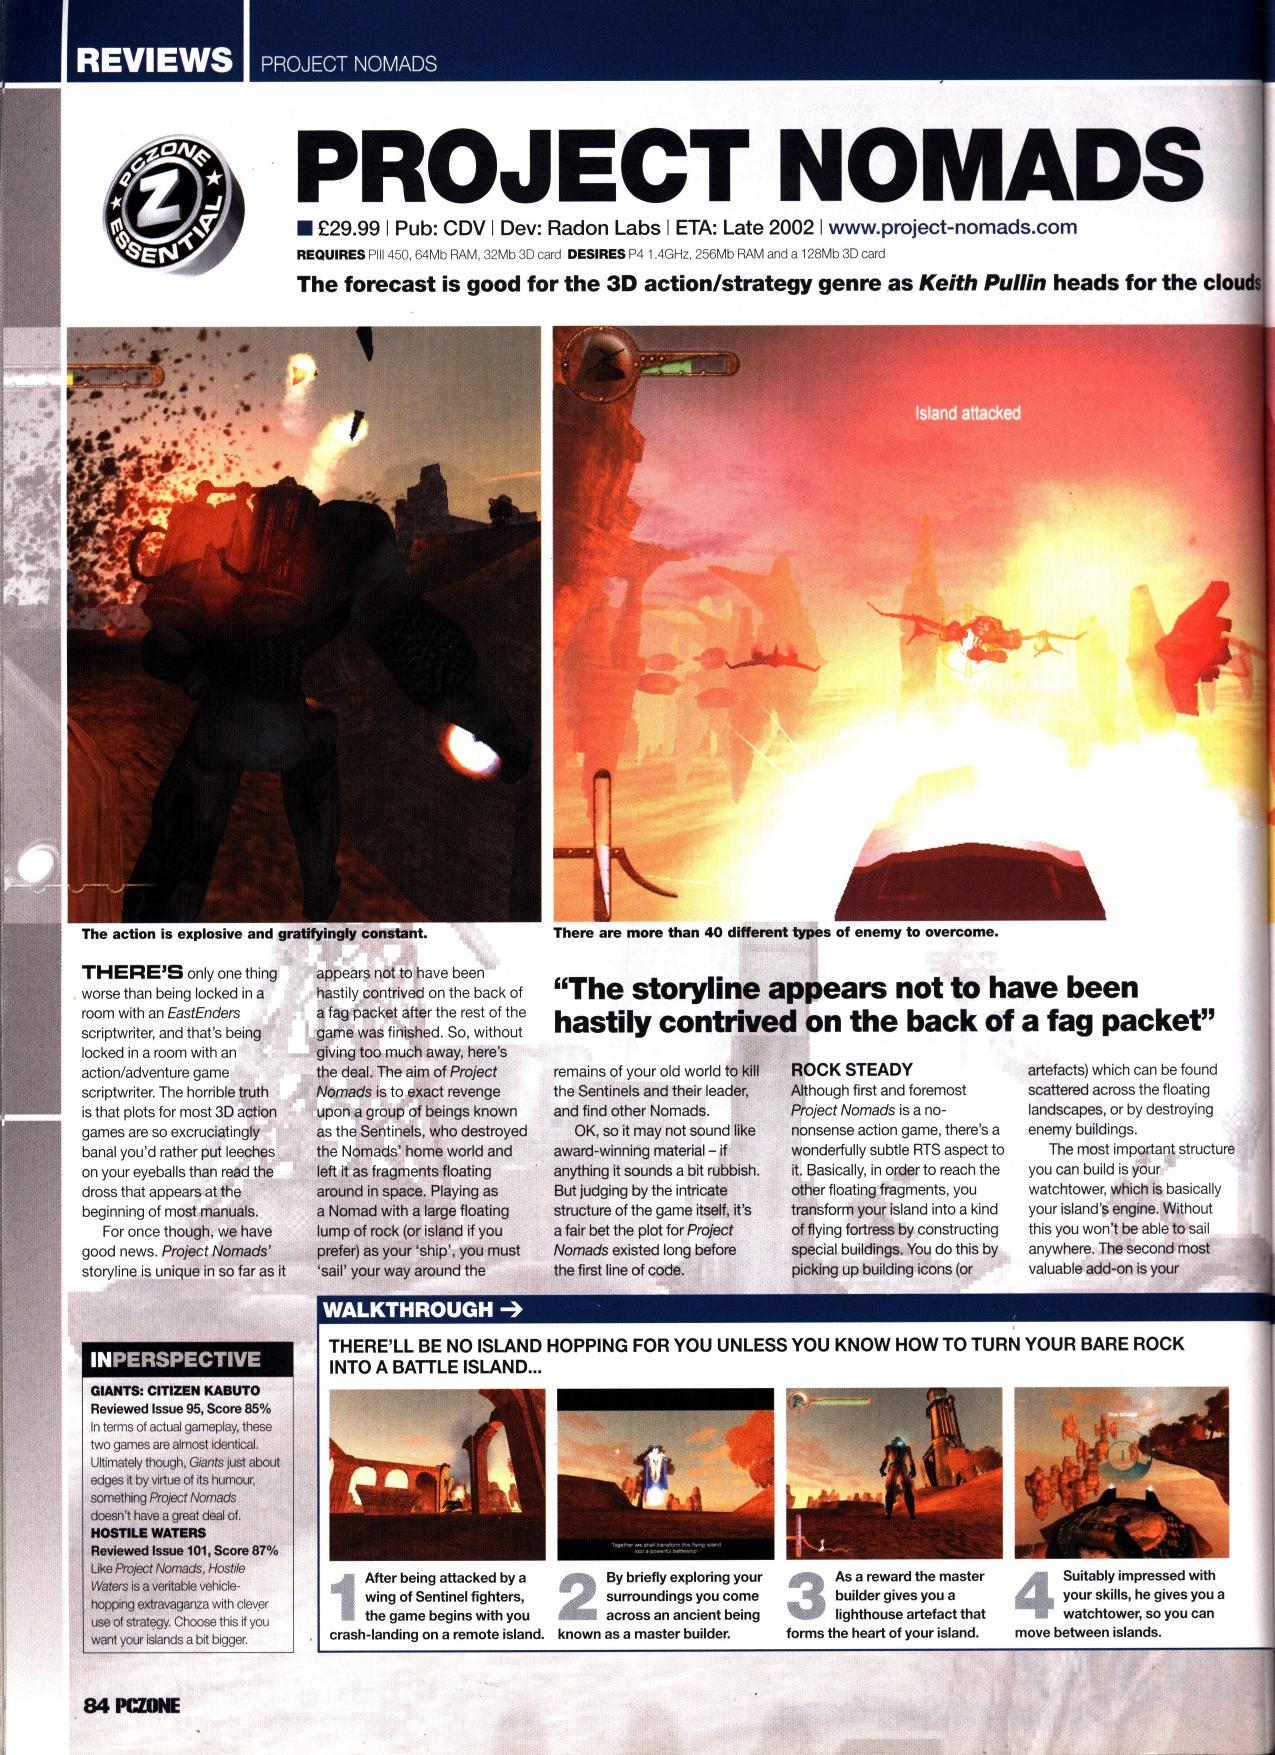 REVIEWS
PROJECT NOMADS
PCZONE
Z
ESSENTIAL
PROJECT NOMADS
£29.99 | Pub: CDV | Dev: Radon Labs | ETA: Late 2002 | www.project-nomads.com
REQUIRES PIII 450, 64Mb RAM, 32Mb 3D card DESIRES P4 1.4GHz, 256Mb RAM and a 128Mb 3D card
The forecast is good for the 3D action/strategy genre as Keith Pullin heads for the clouds
Island attacked
The action is explosive and gratifyingly constant.
There are more than 40 different types of enemy to overcome.
THERE'S only one thing
worse than being locked in a
room with an EastEnders
scriptwriter, and that's being
locked in a room with an
action/adventure game
scriptwriter. The horrible truth
is that plots for most 3D action
games are so excruciatingly
banal you'd rather put leeches
on your eyeballs than read the
dross that appears at the
beginning of most manuals.
For once though, we have
good news. Project Nomads'
storyline is unique in so far as it
appears not to have been
hastily contrived on the back of
a fag packet after the rest of the
game was finished. So, without
giving too much away, here's
the deal. The aim of Project
Nomads is to exact revenge
upon a group of beings known
as the Sentinels, who destroyed
the Nomads' home world and
left it as fragments floating
around in space. Playing as
a Nomad with a large floating
lump of rock (or island if you
prefer) as your 'ship', you must
'sail' your way around the
"The storyline appears not to have been
hastily contrived on the back of a fag packet"
remains of your old world to kill
the Sentinels and their leader,
and find other Nomads.
OK, so it may not sound like
award-winning material – if
anything it sounds a bit rubbish.
But judging by the intricate
structure of the game itself, it's
a fair bet the plot for Project
Nomads existed long before
the first line of code.
ROCK STEADY
Although first and foremost
Project Nomads is a no-
nonsense action game, there's a
wonderfully subtle RTS aspect to
it. Basically, in order to reach the
other floating fragments, you
transform your island into a kind
of flying fortress by constructing
special buildings. You do this by
picking up building icons (or
artefacts) which can be found
scattered across the floating
landscapes, or by destroying
enemy buildings.
The most important structure
you can build is your
watchtower, which is basically
your island's engine. Without
this you won't be able to sail
anywhere. The second most
valuable add-on is your
INPERSPECTIVE
GIANTS: CITIZEN KABUTO
Reviewed Issue 95, Score 85%
In terms of actual gameplay, these
two games are almost identical.
Ultimately though, Giants just about
edges it by virtue of its humour,
something Project Nomads
doesn't have a great deal of.
HOSTILE WATERS
Reviewed Issue 101, Score 87%
Like Project Nomads, Hostile
Waters is a veritable vehicle-
hopping extravaganza with clever
use of strategy. Choose this if you
want your islands a bit bigger.
WALKTHROUGH →
THERE'LL BE NO ISLAND HOPPING FOR YOU UNLESS YOU KNOW HOW TO TURN YOUR BARE ROCK
INTO A BATTLE ISLAND...
Together we shall transform this flying island
into a powerful battleship!
1 After being attacked by a
wing of Sentinel fighters,
the game begins with you
crash-landing on a remote island.
2 By briefly exploring your
surroundings you come
across an ancient being
known as a master builder.
3 As a reward the master
builder gives you a
lighthouse artefact that
forms the heart of your island.
4 Suitably impressed with
your skills, he gives you a
watchtower, so you can
move between islands.
84 PCZONE